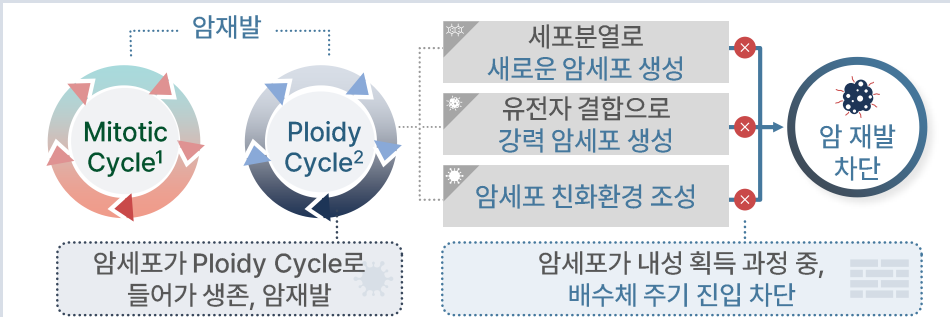 암재발
Mitotic
Cycle¹
Ploidy
Cycle²
암세포가 Ploidy Cycle로
들어가 생존, 암재발
세포분열로
새로운 암세포 생성
유전자 결합으로
강력 암세포 생성
암세포 친화환경 조성
암 재발
차단
암세포가 내성 획득 과정 중,
배수체 주기 진입 차단